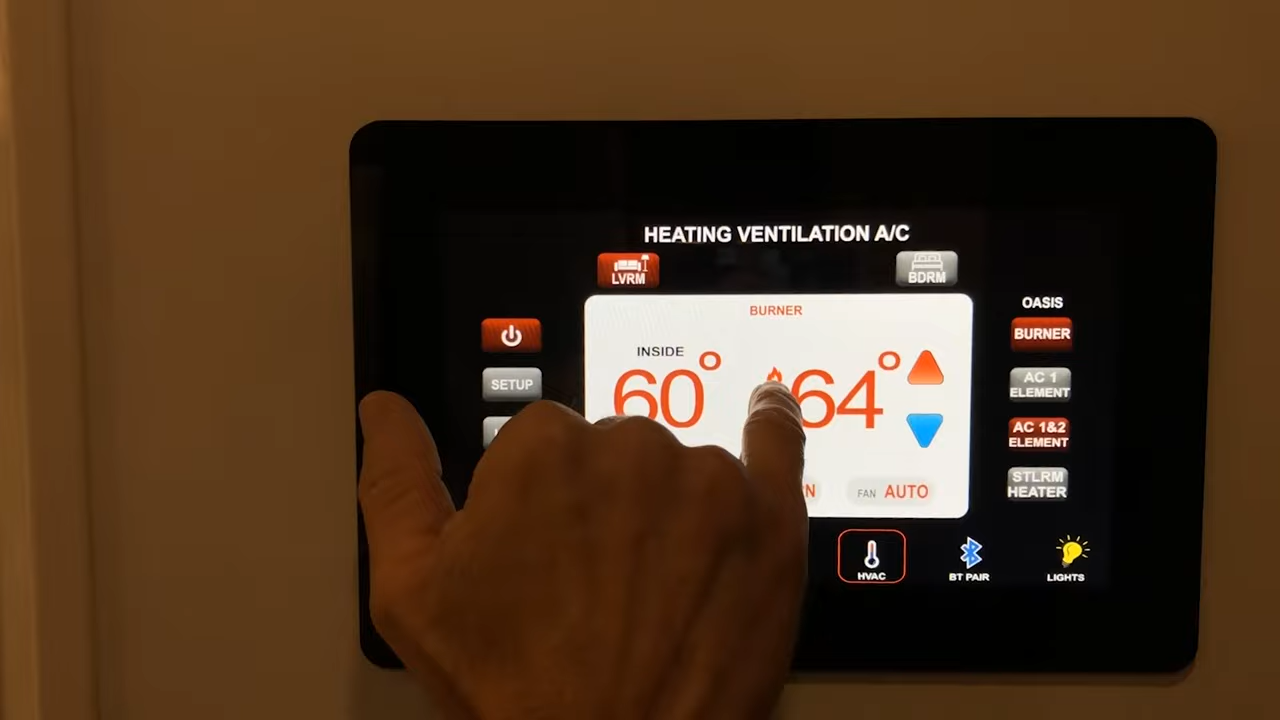 HEATING VENTILATION A/C
LVRM
BDRM
BURNER
OASIS
BURNER
SETUP
INSIDE
60°
64°
AC 1
ELEMENT
AC 1&2
ELEMENT
STLRM
HEATER
FAN AUTO
HVAC
BT PAIR
LIGHTS